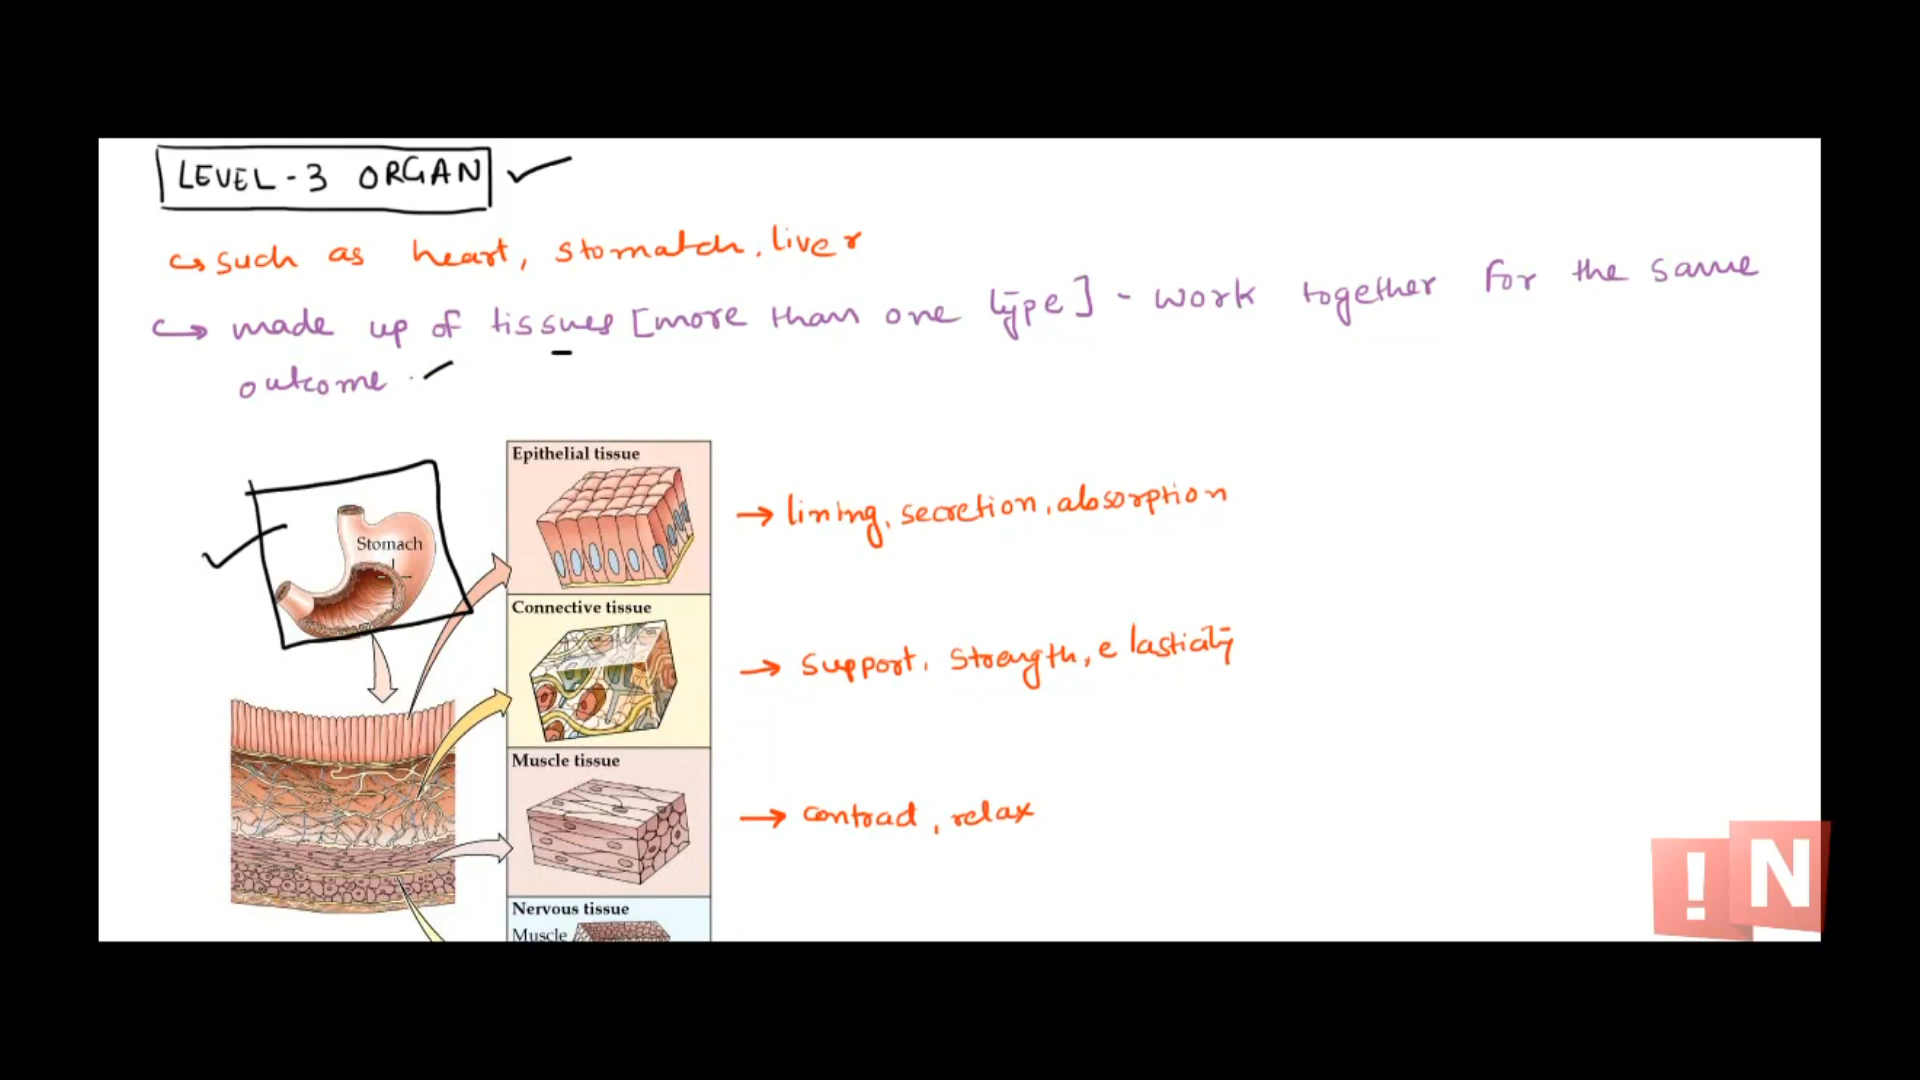 LEVEL-3 ORGAN
such as heart, stomatch, liver
made up of tissues [more than one type] - work together for the same
outcome.
Epithelial tissue
lining, secretion, absorption
Stomach
Connective tissue
support, strength, elasticity
Muscle tissue
contract, relax
Nervous tissue
Muscle
!N